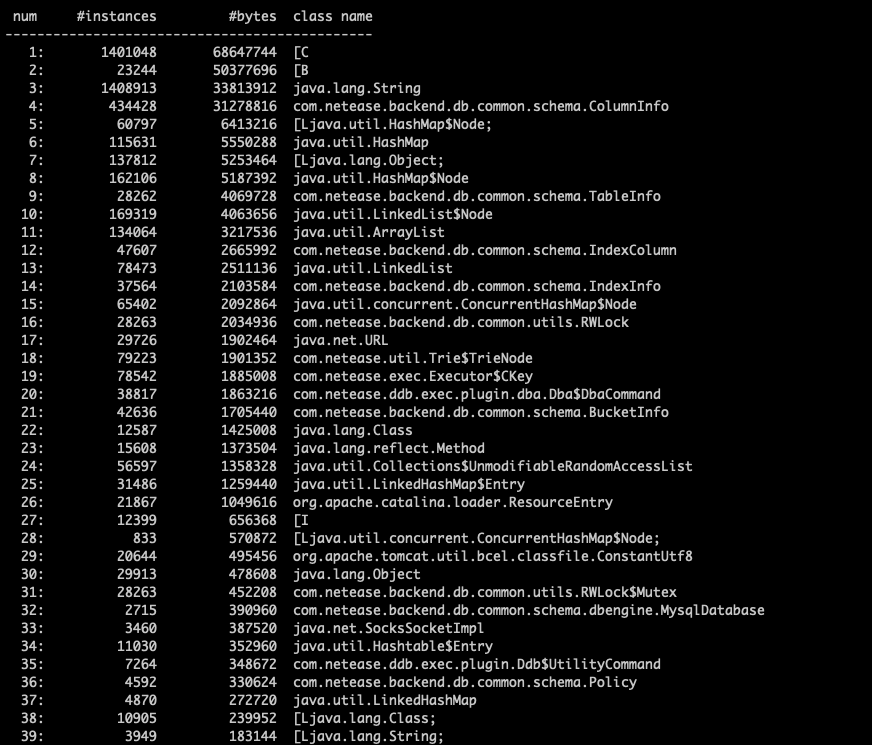 num     #instances         #bytes  class name
----------------------------------------------
   1:       1401048       68647744  [C
   2:         23244       50377696  [B
   3:       1408913       33813912  java.lang.String
   4:        434428       31278816  com.netease.backend.db.common.schema.ColumnInfo
   5:         60797        6413216  [Ljava.util.HashMap$Node;
   6:        115631        5550288  java.util.HashMap
   7:        137812        5253464  [Ljava.lang.Object;
   8:        162106        5187392  java.util.HashMap$Node
   9:         28262        4069728  com.netease.backend.db.common.schema.TableInfo
  10:        169319        4063656  java.util.LinkedList$Node
  11:        134064        3217536  java.util.ArrayList
  12:         47607        2665992  com.netease.backend.db.common.schema.IndexColumn
  13:         78473        2511136  java.util.LinkedList
  14:         37564        2103584  com.netease.backend.db.common.schema.IndexInfo
  15:         65402        2092864  java.util.concurrent.ConcurrentHashMap$Node
  16:         28263        2034936  com.netease.backend.db.common.utils.RWLock
  17:         29726        1902464  java.net.URL
  18:         79223        1901352  com.netease.util.Trie$TrieNode
  19:         78542        1885008  com.netease.exec.Executor$CKey
  20:         38817        1863216  com.netease.ddb.exec.plugin.dba.Dba$DbaCommand
  21:         42636        1705440  com.netease.backend.db.common.schema.BucketInfo
  22:         12587        1425008  java.lang.Class
  23:         15608        1373504  java.lang.reflect.Method
  24:         56597        1358328  java.util.Collections$UnmodifiableRandomAccessList
  25:         31486        1259440  java.util.LinkedHashMap$Entry
  26:         21867        1049616  org.apache.catalina.loader.ResourceEntry
  27:         12399         656368  [I
  28:           833         570872  [Ljava.util.concurrent.ConcurrentHashMap$Node;
  29:         20644         495456  org.apache.tomcat.util.bcel.classfile.ConstantUtf8
  30:         29913         478608  java.lang.Object
  31:         28263         452208  com.netease.backend.db.common.utils.RWLock$Mutex
  32:          2715         390960  com.netease.backend.db.common.schema.dbengine.MysqlDatabase
  33:          3460         387520  java.net.SocksSocketImpl
  34:         11030         352960  java.util.Hashtable$Entry
  35:          7264         348672  com.netease.ddb.exec.plugin.Ddb$UtilityCommand
  36:          4592         330624  com.netease.backend.db.common.schema.Policy
  37:          4870         272720  java.util.LinkedHashMap
  38:         10905         239952  [Ljava.lang.Class;
  39:          3949         183144  [Ljava.lang.String;